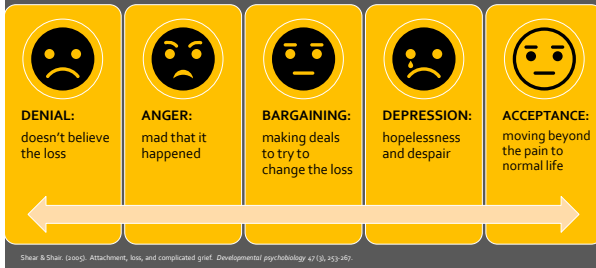 DENIAL:
doesn't believe
the loss
ANGER:
mad that it
happened
BARGAINING:
making deals
to try to
change the loss
DEPRESSION:
hopelessness
and despair
ACCEPTANCE:
moving beyond
the pain to
normal life
Shear & Shair. (2005). Attachment, loss, and complicated grief. Developmental psychobiology 47 (3), 253-267.